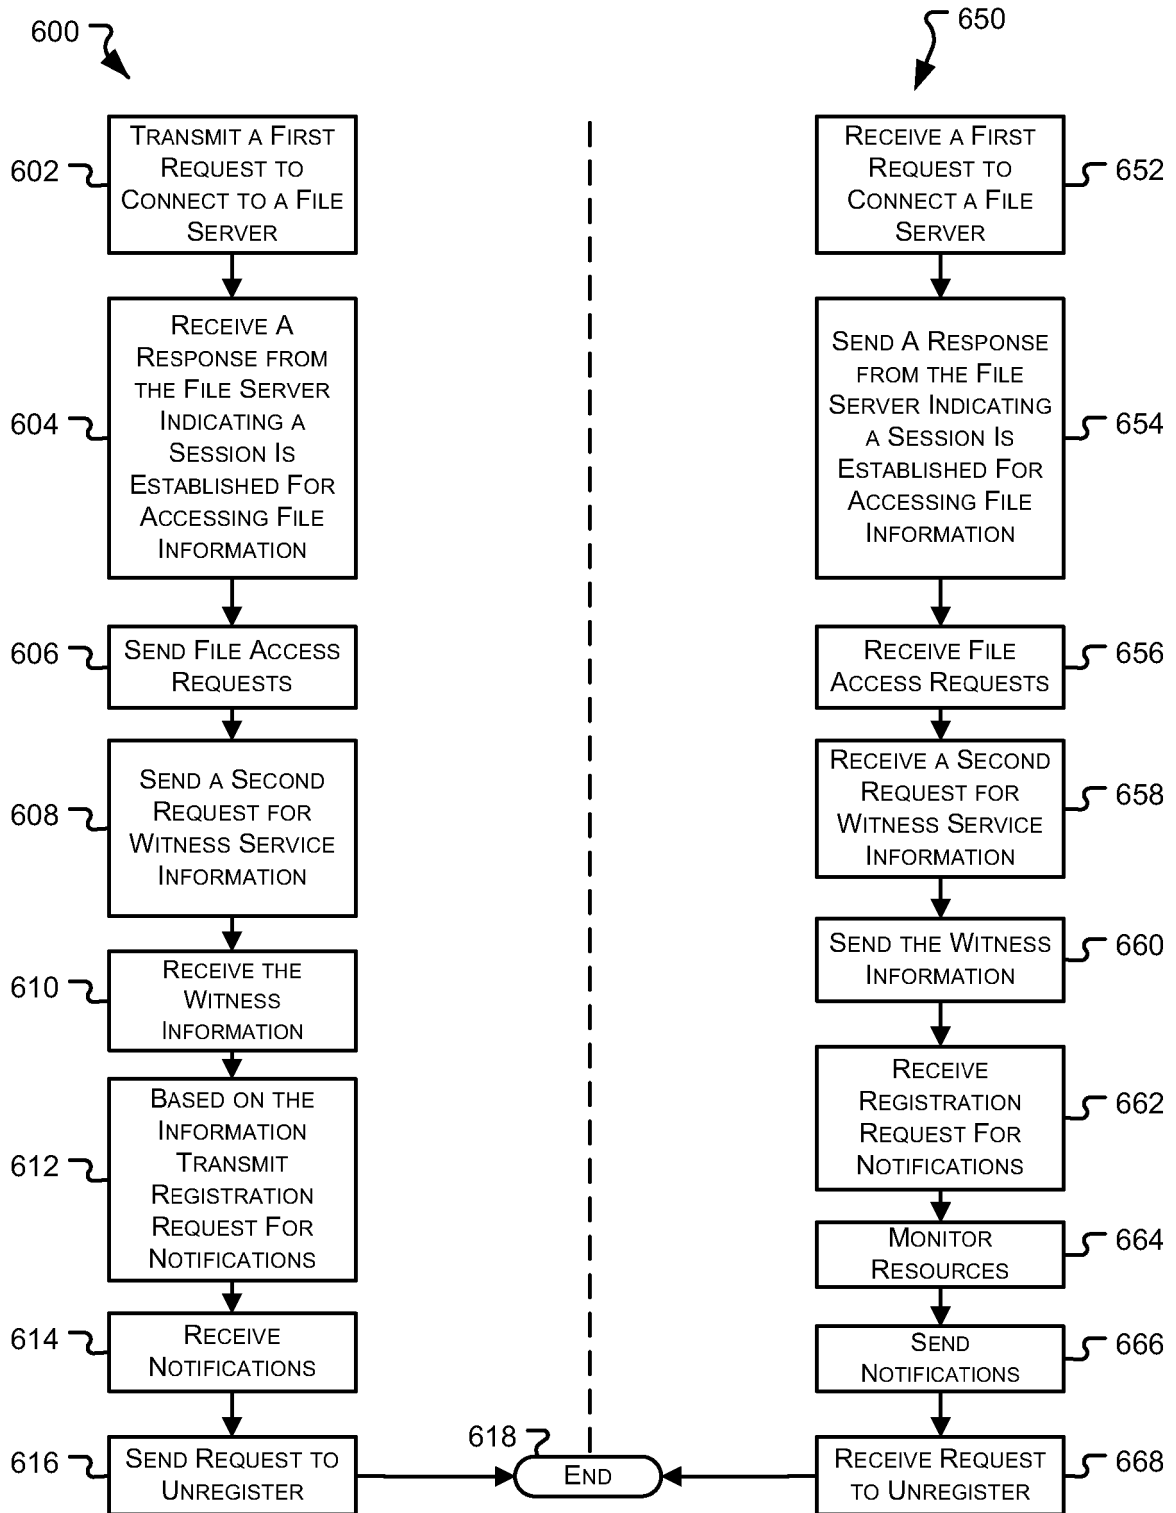 600
650
602
TRANSMIT A FIRST
REQUEST TO
CONNECT TO A FILE
SERVER
604
RECEIVE A
RESPONSE FROM
THE FILE SERVER
INDICATING A
SESSION IS
ESTABLISHED FOR
ACCESSING FILE
INFORMATION
606
SEND FILE ACCESS
REQUESTS
608
SEND A SECOND
REQUEST FOR
WITNESS SERVICE
INFORMATION
610
RECEIVE THE
WITNESS
INFORMATION
612
BASED ON THE
INFORMATION
TRANSMIT
REGISTRATION
REQUEST FOR
NOTIFICATIONS
614
RECEIVE
NOTIFICATIONS
616
SEND REQUEST TO
UNREGISTER
618
END
RECEIVE A FIRST
REQUEST TO
CONNECT A FILE
SERVER
652
SEND A RESPONSE
FROM THE FILE
SERVER INDICATING
A SESSION IS
ESTABLISHED FOR
ACCESSING FILE
INFORMATION
654
RECEIVE FILE
ACCESS REQUESTS
656
RECEIVE A SECOND
REQUEST FOR
WITNESS SERVICE
INFORMATION
658
SEND THE WITNESS
INFORMATION
660
RECEIVE
REGISTRATION
REQUEST FOR
NOTIFICATIONS
662
MONITOR
RESOURCES
664
SEND
NOTIFICATIONS
666
RECEIVE REQUEST
TO UNREGISTER
668